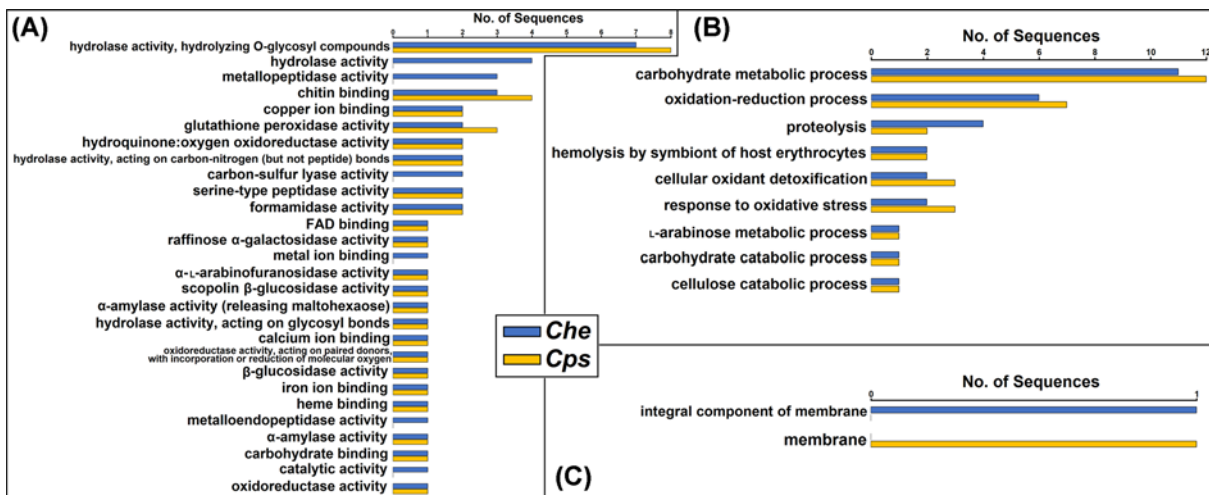 (A)
No. of Sequences
0 1 2 3 4 5 6 7 8
hydrolase activity, hydrolyzing O-glycosyl compounds
hydrolase activity
metallopeptidase activity
chitin binding
copper ion binding
glutathione peroxidase activity
hydroquinone:oxygen oxidoreductase activity
hydrolase activity, acting on carbon-nitrogen (but not peptide) bonds
carbon-sulfur lyase activity
serine-type peptidase activity
formamidase activity
FAD binding
raffinose α-galactosidase activity
metal ion binding
α-L-arabinofuranosidase activity
scopolin β-glucosidase activity
α-amylase activity (releasing maltohexaose)
hydrolase activity, acting on glycosyl bonds
calcium ion binding
oxidoreductase activity, acting on paired donors,
with incorporation or reduction of molecular oxygen
β-glucosidase activity
iron ion binding
heme binding
metalloendopeptidase activity
α-amylase activity
carbohydrate binding
catalytic activity
oxidoreductase activity
(B)
No. of Sequences
0 2 4 6 8 10 12
carbohydrate metabolic process
oxidation-reduction process
proteolysis
hemolysis by symbiont of host erythrocytes
cellular oxidant detoxification
response to oxidative stress
L-arabinose metabolic process
carbohydrate catabolic process
cellulose catabolic process
Che
Cps
No. of Sequences
0 1
integral component of membrane
membrane
(C)